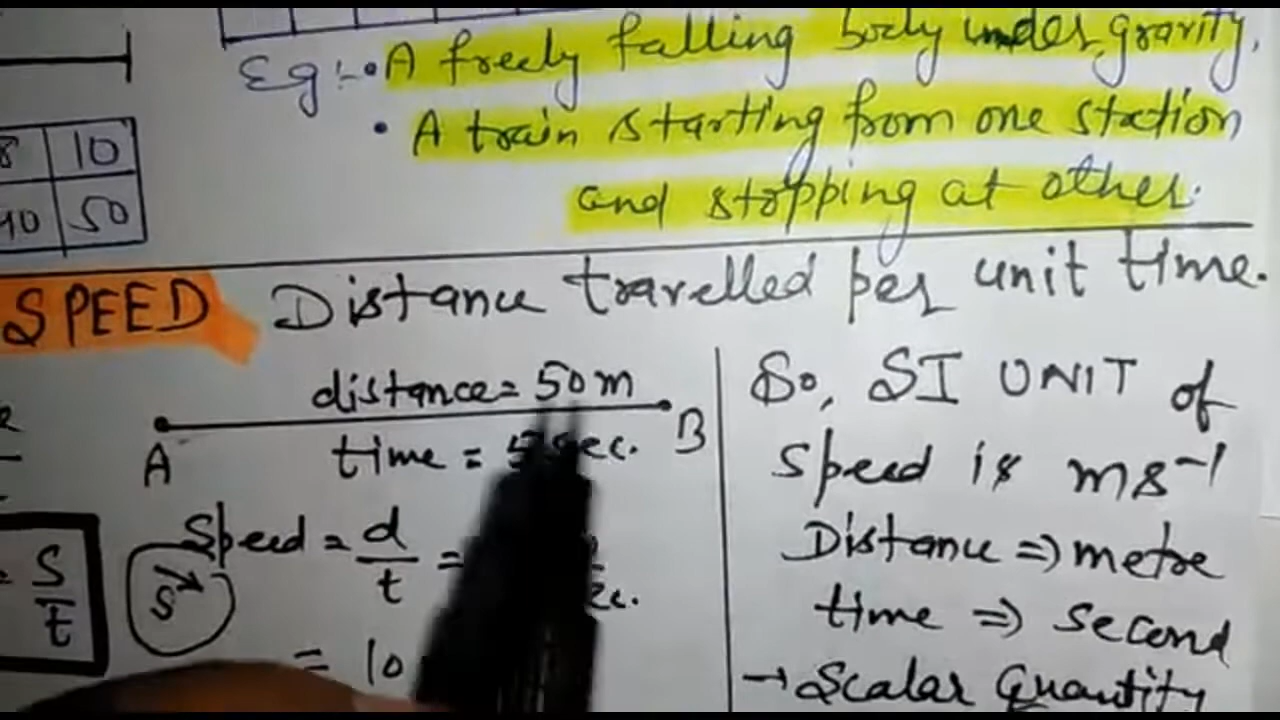 Eg:- • A freely falling body under gravity.
• A train starting from one station
and stopping at other.
8 10
40 50
SPEED Distance travelled per unit time.
distance = 50 m
A B
time = 5 sec.
Speed = d/t =
= S/t
S
= 10
So, SI UNIT of
Speed is ms⁻¹
Distance => metre
time => second
→ Scalar Quantity